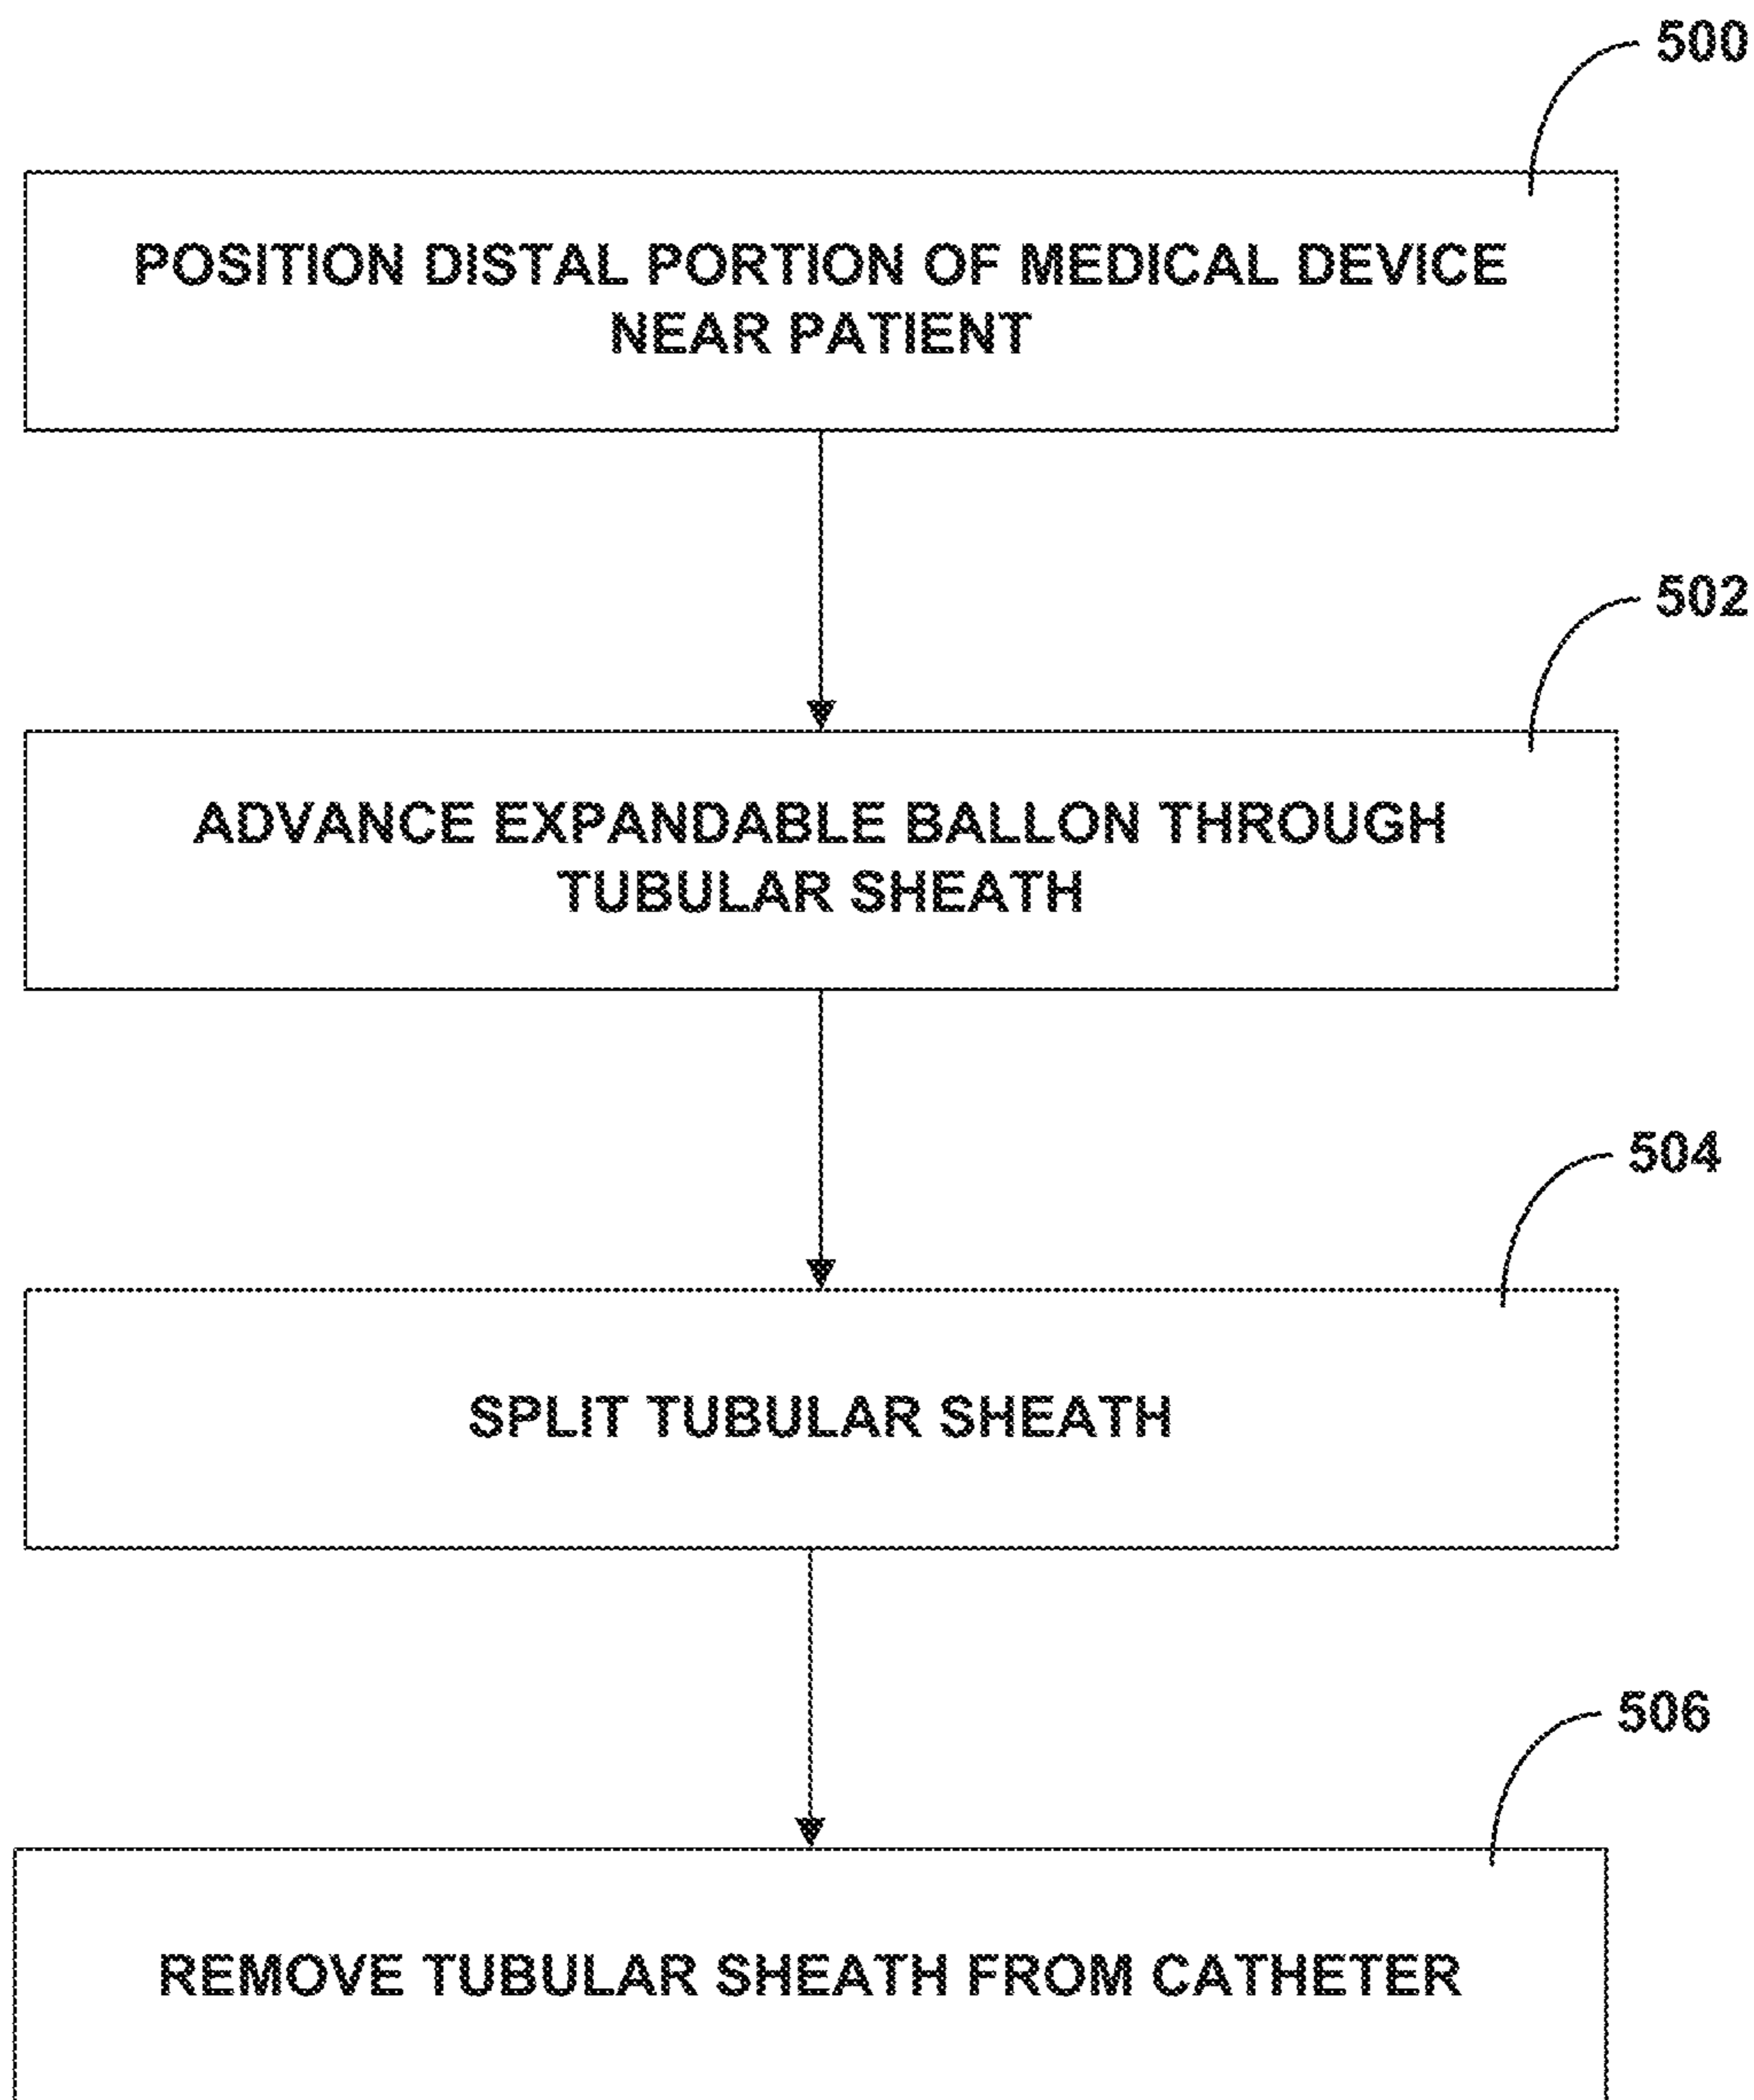 500
POSITION DISTAL PORTION OF MEDICAL DEVICE
NEAR PATIENT
502
ADVANCE EXPANDABLE BALLON THROUGH
TUBULAR SHEATH
504
SPLIT TUBULAR SHEATH
506
REMOVE TUBULAR SHEATH FROM CATHETER